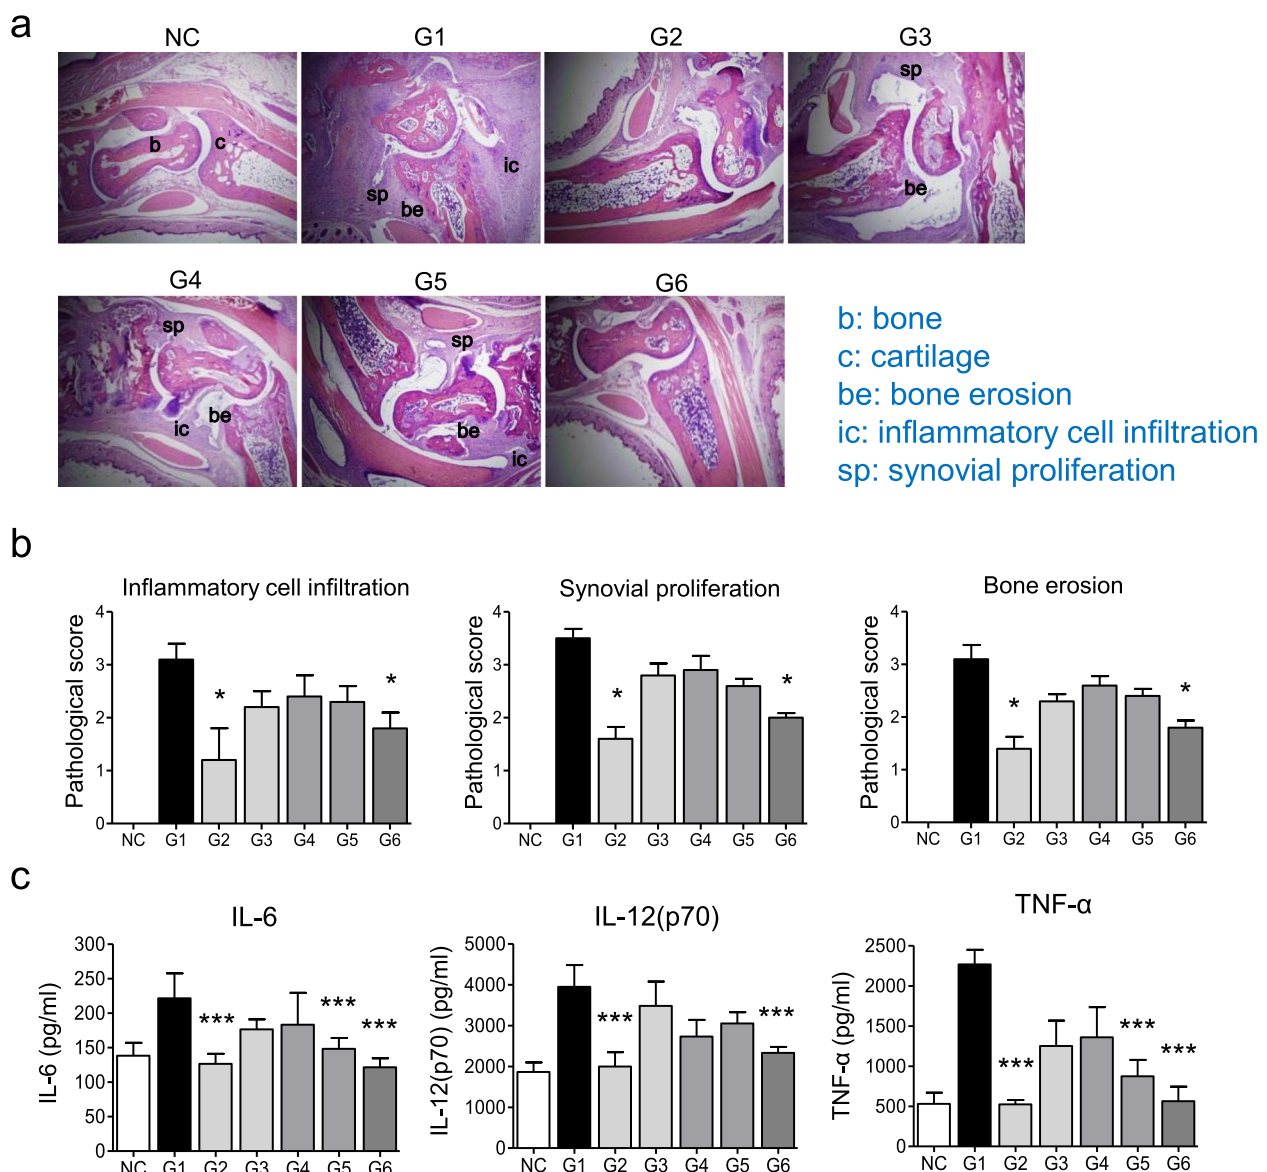 a
NC G1 G2 G3
b c
sp be ic
sp be
G4 G5 G6
sp be ic
sp be ic
b: bone
c: cartilage
be: bone erosion
ic: inflammatory cell infiltration
sp: synovial proliferation
b
Inflammatory cell infiltration
Pathological score
4
3
2
1
0
* *
NC G1 G2 G3 G4 G5 G6
Synovial proliferation
Pathological score
4
3
2
1
0
* *
NC G1 G2 G3 G4 G5 G6
Bone erosion
Pathological score
4
3
2
1
0
* *
NC G1 G2 G3 G4 G5 G6
c
IL-6
IL-6 (pg/ml)
300
250
200
150
100
50
0
*** *** ***
NC G1 G2 G3 G4 G5 G6
IL-12(p70)
IL-12(p70) (pg/ml)
5000
4000
3000
2000
1000
0
*** ***
NC G1 G2 G3 G4 G5 G6
TNF-α
TNF-α (pg/ml)
2500
2000
1500
1000
500
0
*** *** ***
NC G1 G2 G3 G4 G5 G6